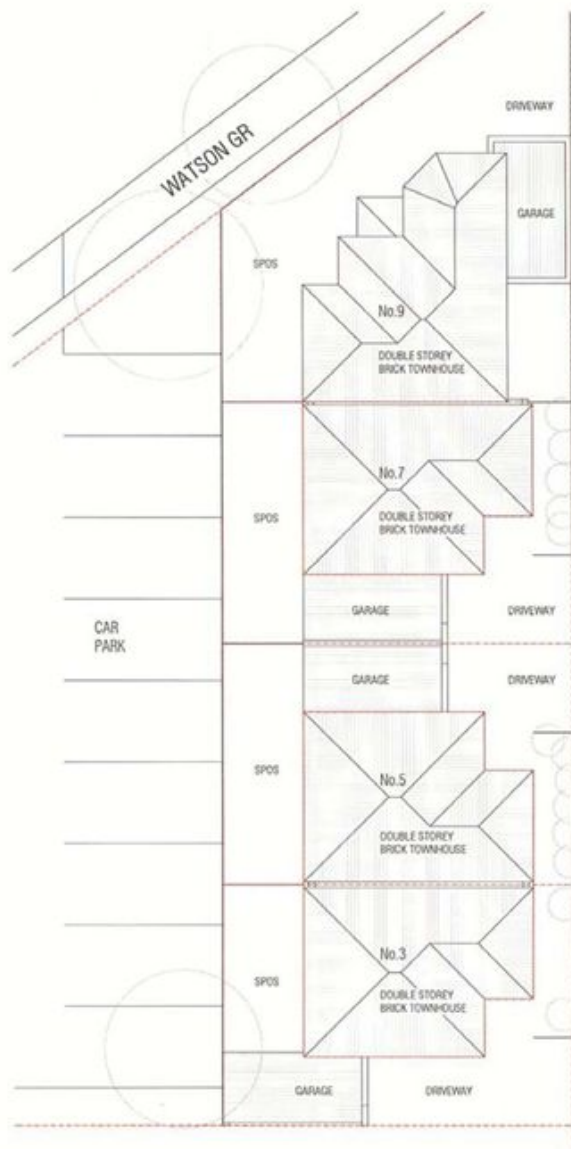 WATSON GR
DRIVEWAY
GARAGE
SPOS
No.9
DOUBLE STOREY
BRICK TOWNHOUSE
No.7
SPOS
DOUBLE STOREY
BRICK TOWNHOUSE
GARAGE
DRIVEWAY
CAR
PARK
GARAGE
DRIVEWAY
SPOS
No.5
DOUBLE STOREY
BRICK TOWNHOUSE
No.3
SPOS
DOUBLE STOREY
BRICK TOWNHOUSE
GARAGE
DRIVEWAY